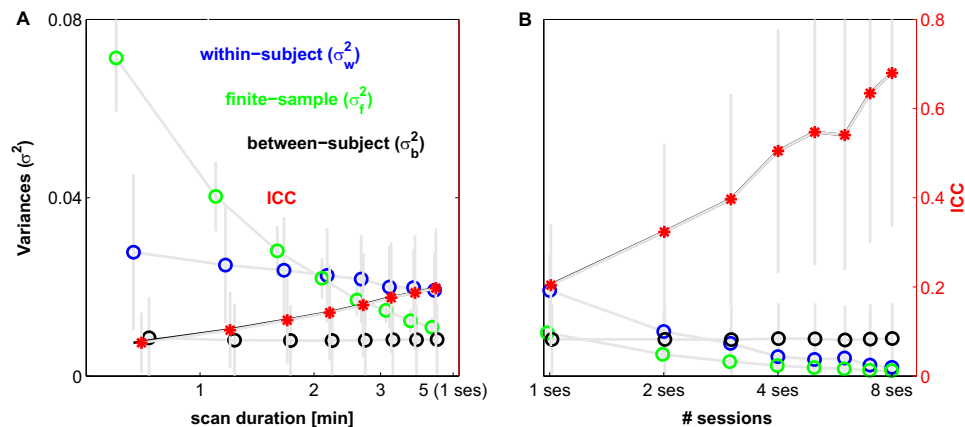 A
B
0.08
0.04
0
Variances (σ²)
within−subject (σ²w)
finite−sample (σ²f)
between−subject (σ²b)
ICC
1
2
3
5 (1 ses)
scan duration [min]
0.8
0.6
0.4
0.2
0
ICC
1 ses
2 ses
4 ses
8 ses
# sessions